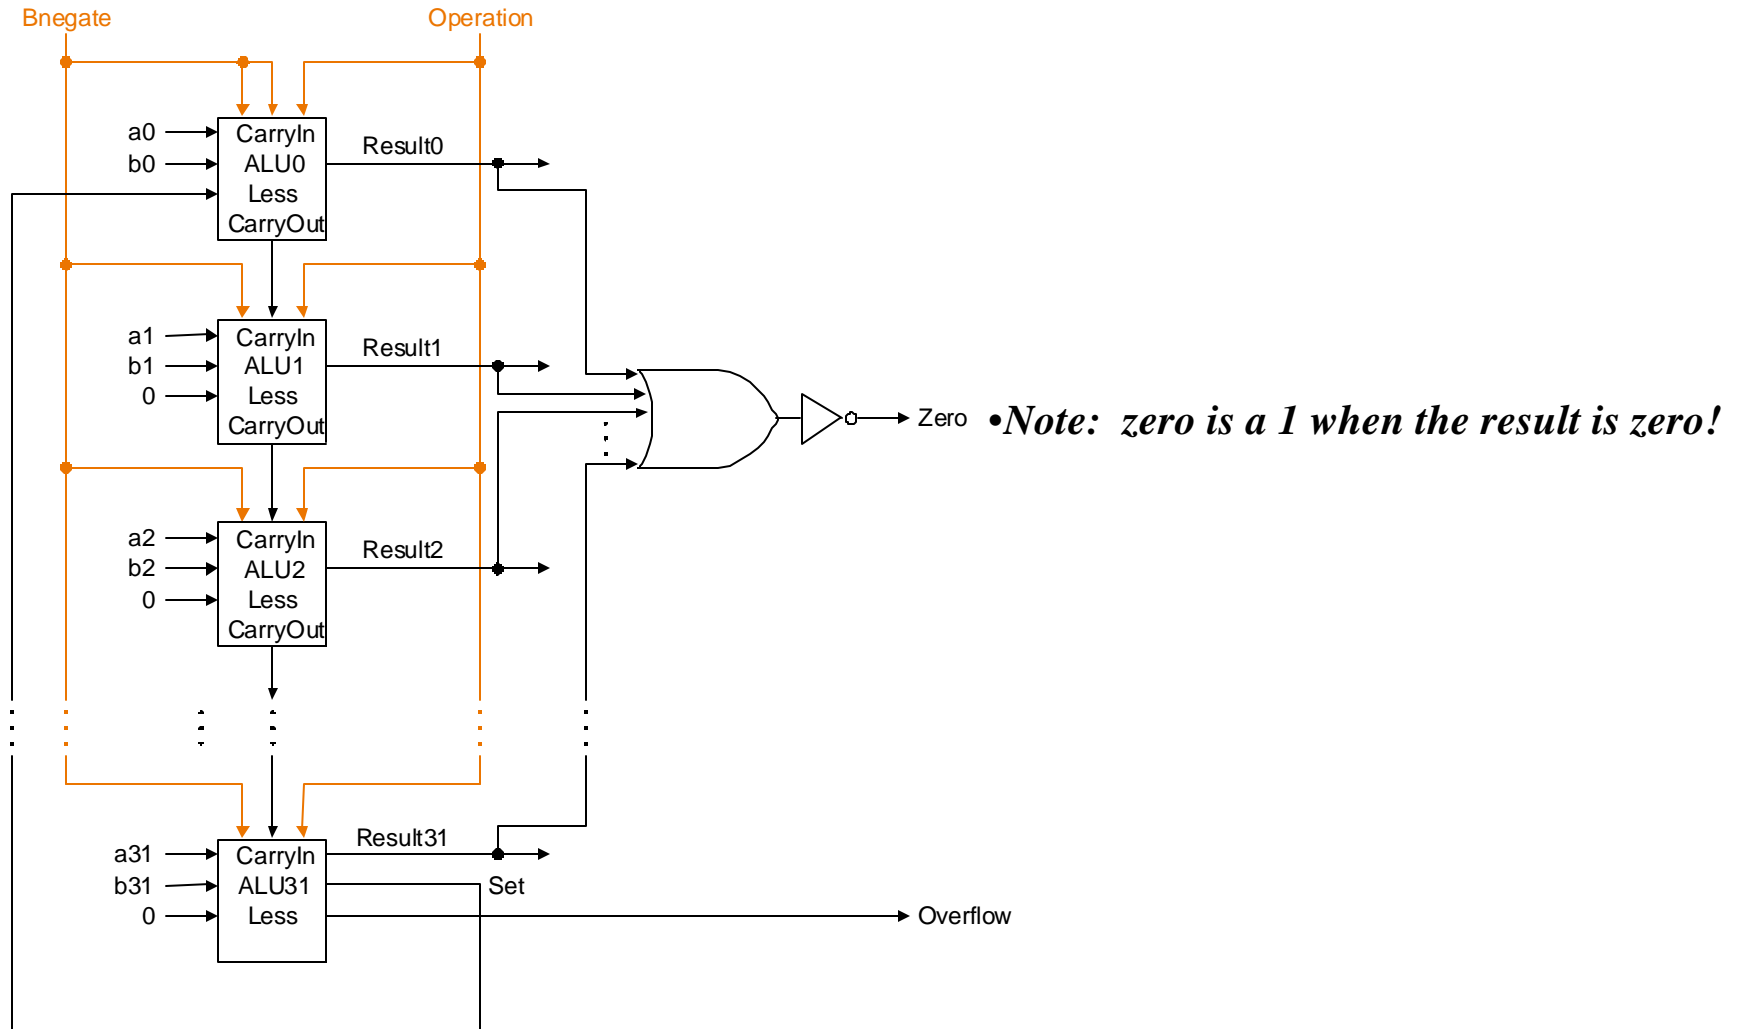 Bnegate
Operation
a0
b0
CarryIn
ALU0
Less
CarryOut
Result0
a1
b1
0
CarryIn
ALU1
Less
CarryOut
Result1
Zero
•Note: zero is a 1 when the result is zero!
a2
b2
0
CarryIn
ALU2
Less
CarryOut
Result2
a31
b31
0
CarryIn
ALU31
Less
Result31
Set
Overflow